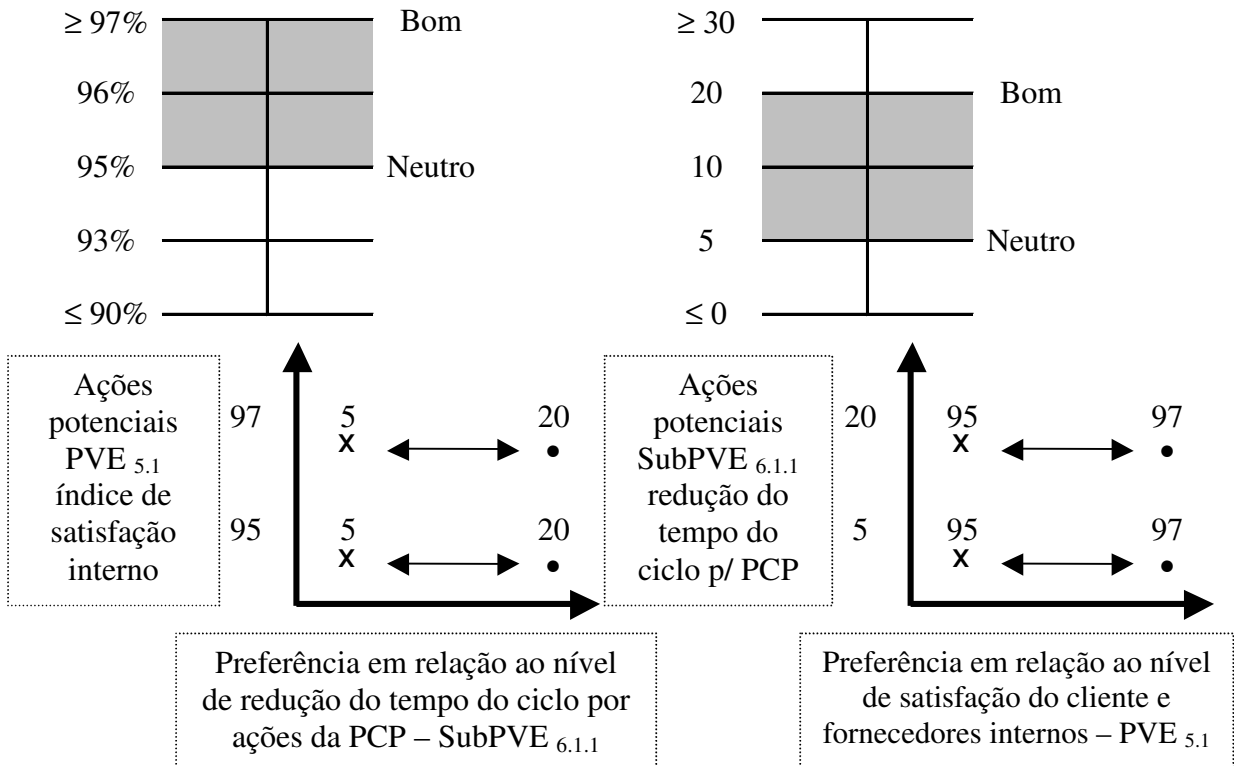 ≥ 97%
Bom
96%
95%
Neutro
93%
≤ 90%
≥ 30
20
Bom
10
5
Neutro
≤ 0
Ações
potenciais
PVE 5.1
índice de
satisfação
interno
97
5
x
20
95
5
x
20
Preferência em relação ao nível
de redução do tempo do ciclo por
ações da PCP – SubPVE 6.1.1
Ações
potenciais
SubPVE 6.1.1
redução do
tempo do
ciclo p/ PCP
20
95
x
97
5
95
x
97
Preferência em relação ao nível
de satisfação do cliente e
fornecedores internos – PVE 5.1